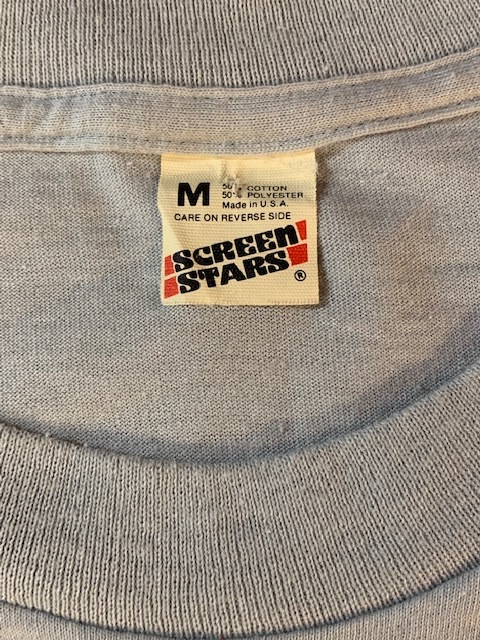 M
50% COTTON
50% POLYESTER
Made in U.S.A.
CARE ON REVERSE SIDE
SCREEN
STARS ®